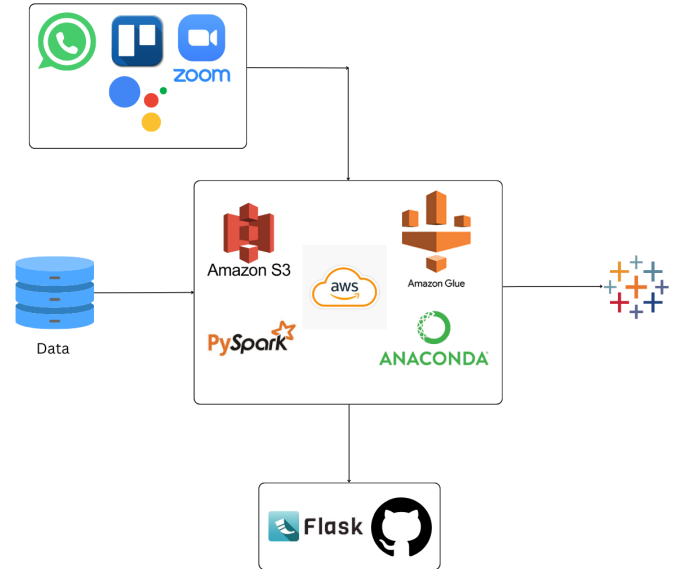 zoom
Amazon S3
Amazon Glue
aws
PySpark
ANACONDA
Data
Flask